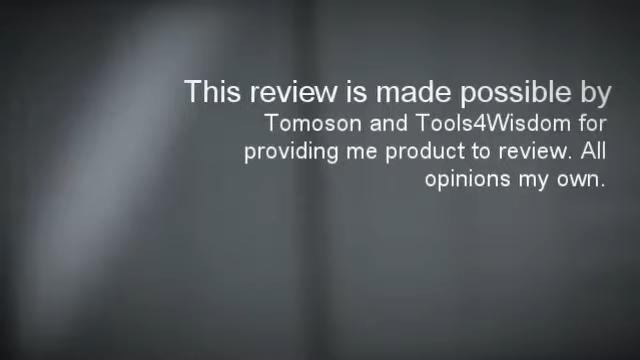 This review is made possible by
Tomoson and Tools4Wisdom for
providing me product to review. All
opinions my own.